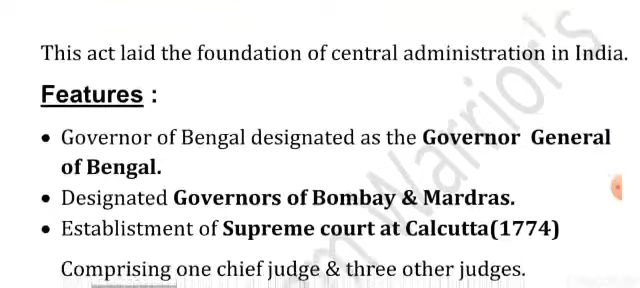 This act laid the foundation of central administration in India.
Features :
• Governor of Bengal designated as the Governor General
of Bengal.
• Designated Governors of Bombay & Mardras.
• Establistment of Supreme court at Calcutta(1774)
Comprising one chief judge & three other judges.